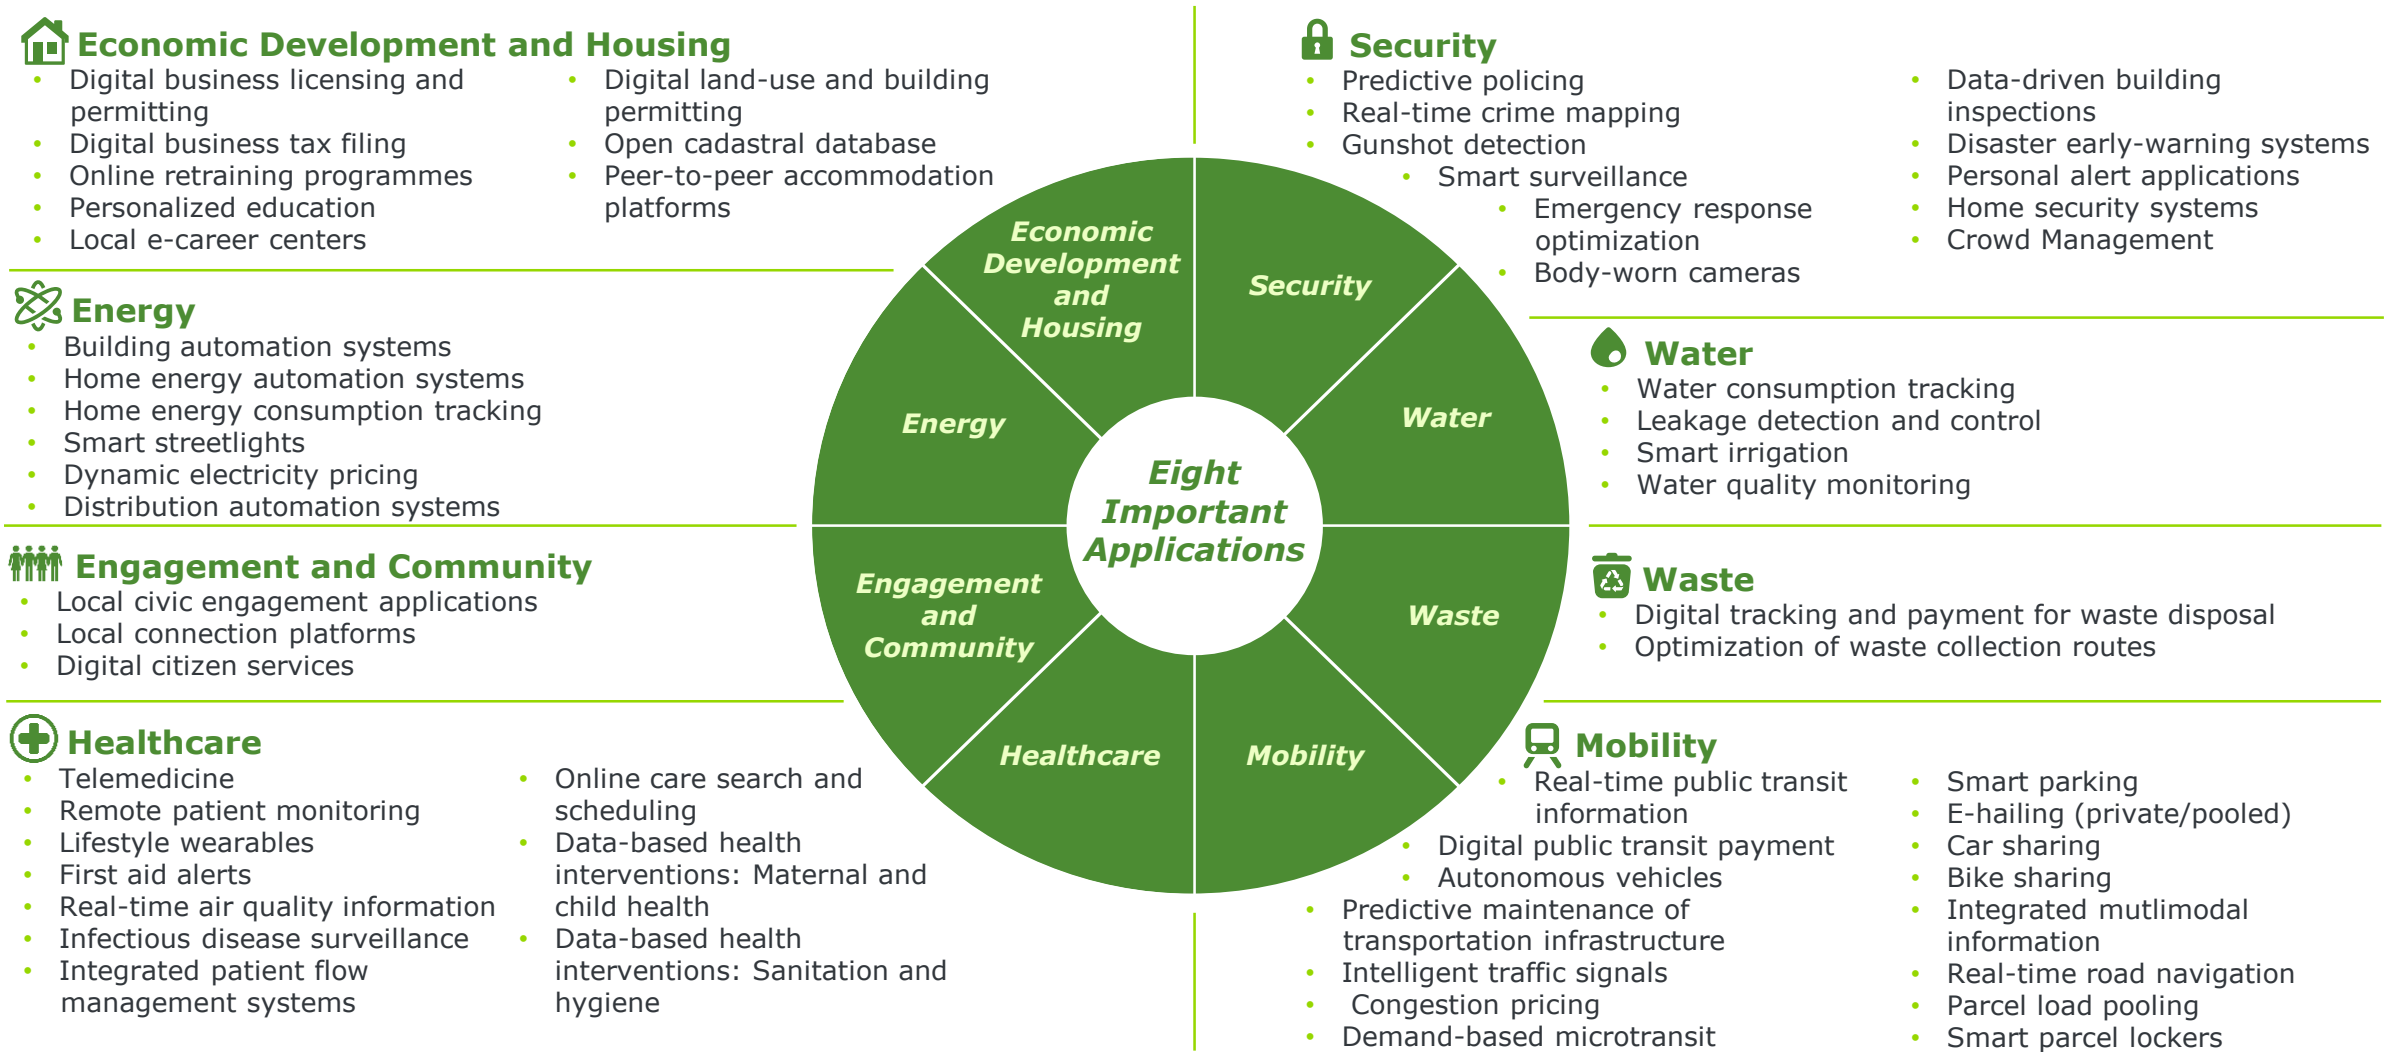 Economic Development and Housing
• Digital business licensing and
permitting
• Digital business tax filing
• Online retraining programmes
• Personalized education
• Local e-career centers
• Digital land-use and building
permitting
• Open cadastral database
• Peer-to-peer accommodation
platforms
Energy
• Building automation systems
• Home energy automation systems
• Home energy consumption tracking
• Smart streetlights
• Dynamic electricity pricing
• Distribution automation systems
Engagement and Community
• Local civic engagement applications
• Local connection platforms
• Digital citizen services
Healthcare
• Telemedicine
• Remote patient monitoring
• Lifestyle wearables
• First aid alerts
• Real-time air quality information
• Infectious disease surveillance
• Integrated patient flow
management systems
• Online care search and
scheduling
• Data-based health
interventions: Maternal and
child health
• Data-based health
interventions: Sanitation and
hygiene
Economic
Development
and
Housing
Security
Energy
Water
Eight
Important
Applications
Engagement
and
Community
Waste
Healthcare
Mobility
Security
• Predictive policing
• Real-time crime mapping
• Gunshot detection
• Smart surveillance
• Emergency response
optimization
• Body-worn cameras
• Data-driven building
inspections
• Disaster early-warning systems
• Personal alert applications
• Home security systems
• Crowd Management
Water
• Water consumption tracking
• Leakage detection and control
• Smart irrigation
• Water quality monitoring
Waste
• Digital tracking and payment for waste disposal
• Optimization of waste collection routes
Mobility
• Real-time public transit
information
• Digital public transit payment
• Autonomous vehicles
• Predictive maintenance of
transportation infrastructure
• Intelligent traffic signals
• Congestion pricing
• Demand-based microtransit
• Smart parking
• E-hailing (private/pooled)
• Car sharing
• Bike sharing
• Integrated mutlimodal
information
• Real-time road navigation
• Parcel load pooling
• Smart parcel lockers